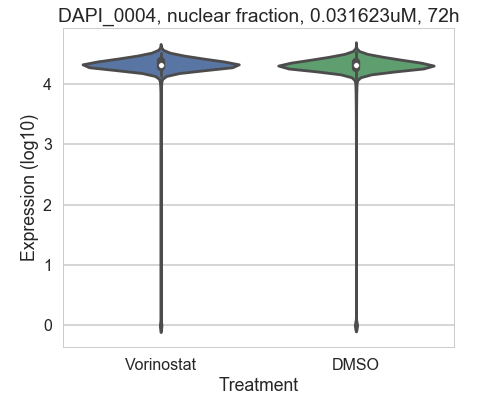 DAPI_0004, nuclear fraction, 0.031623uM, 72h
Expression (log10)
4
3
2
1
0
Vorinostat DMSO
Treatment